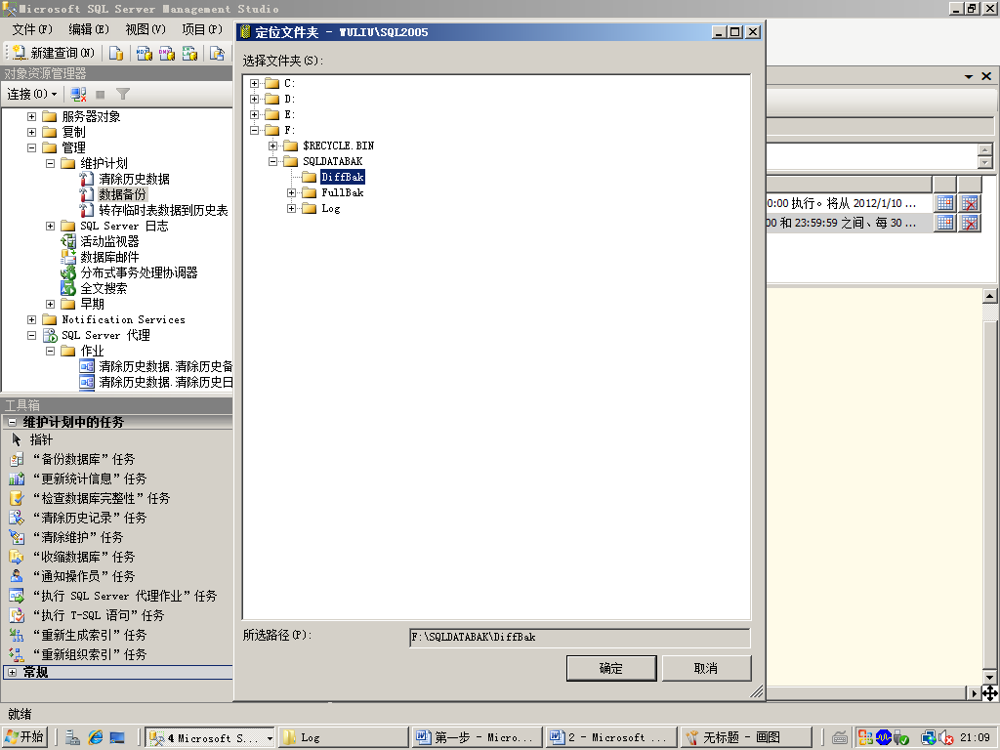 Microsoft SQL Server Management Studio
文件(F) 编辑(E) 视图(V) 项目(P)
新建查询(N)
对象资源管理器
连接(O)
服务器对象
复制
管理
维护计划
清除历史数据
数据备份
转存临时表数据到历史表
SQL Server 日志
活动监视器
数据库邮件
分布式事务处理协调器
全文搜索
早期
Notification Services
SQL Server 代理
作业
清除历史数据.清除历史备
清除历史数据.清除历史日
工具箱
维护计划中的任务
指针
“备份数据库”任务
“更新统计信息”任务
“检查数据库完整性”任务
“清除历史记录”任务
“清除维护”任务
“收缩数据库”任务
“通知操作员”任务
“执行 SQL Server 代理作业”任务
“执行 T-SQL 语句”任务
“重新生成索引”任务
“重新组织索引”任务
常规
就绪
定位文件夹 - WULIU\SQL2005
选择文件夹(S):
C:
D:
E:
F:
$RECYCLE.BIN
SQLDATABAK
DiffBak
FullBak
Log
所选路径(P):
F:\SQLDATABAK\DiffBak
确定 取消
0:00 执行。将从 2012/1/10 ...
00 和 23:59:59 之间、每 30 ...
开始 4 Microsoft S... Log 第一步 - Micro... 2 - Microsoft ... 无标题 - 画图 21:09